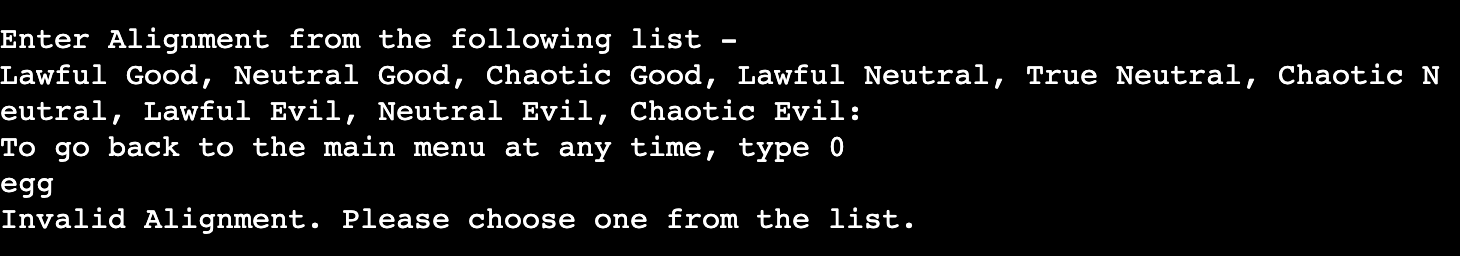 Enter Alignment from the following list -
Lawful Good, Neutral Good, Chaotic Good, Lawful Neutral, True Neutral, Chaotic N
eutral, Lawful Evil, Neutral Evil, Chaotic Evil:
To go back to the main menu at any time, type 0
egg
Invalid Alignment. Please choose one from the list.